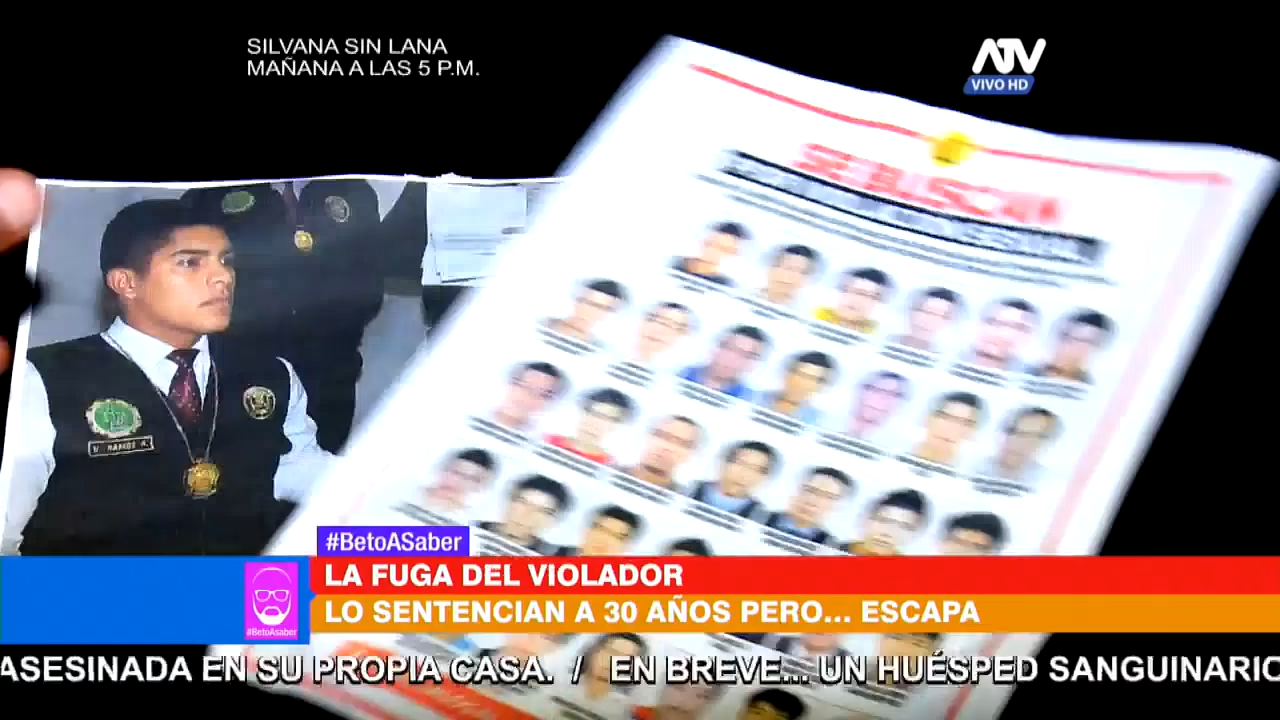 SILVANA SIN LANA
MAÑANA A LAS 5 P.M.
ATV
VIVO HD
SE BUSCAN
#BetoASaber
LA FUGA DEL VIOLADOR
LO SENTENCIAN A 30 AÑOS PERO... ESCAPA
#BetoAsaber
ASESINADA EN SU PROPIA CASA. / EN BREVE... UN HUÉSPED SANGUINARIO